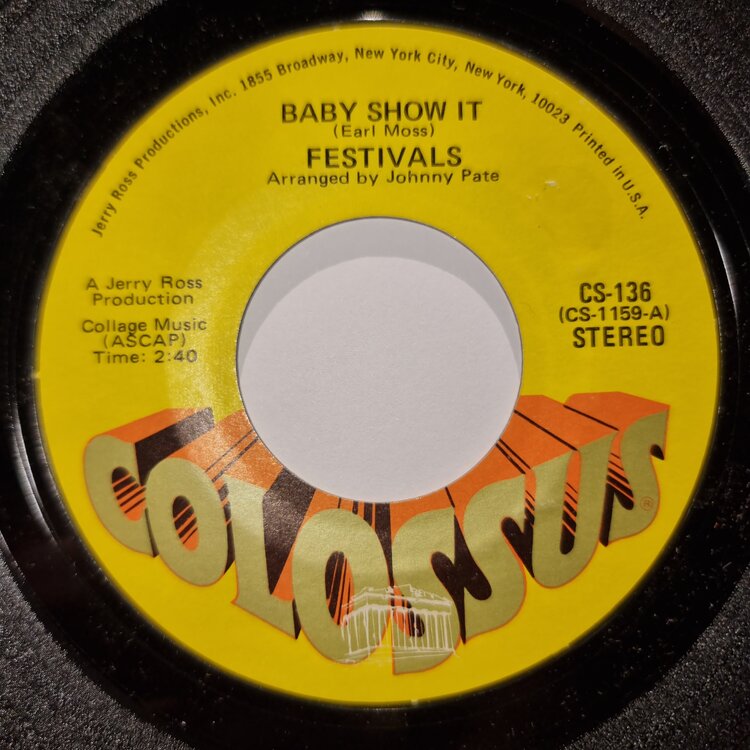 Jerry Ross Productions, Inc. 1855 Broadway, New York City, New York, 10023 Printed in U.S.A.
BABY SHOW IT
(Earl Moss)
FESTIVALS
Arranged by Johnny Pate
A Jerry Ross
Production
Collage Music
(ASCAP)
Time: 2:40
CS-136
(CS-1159-A)
STEREO
COLOSSUS®